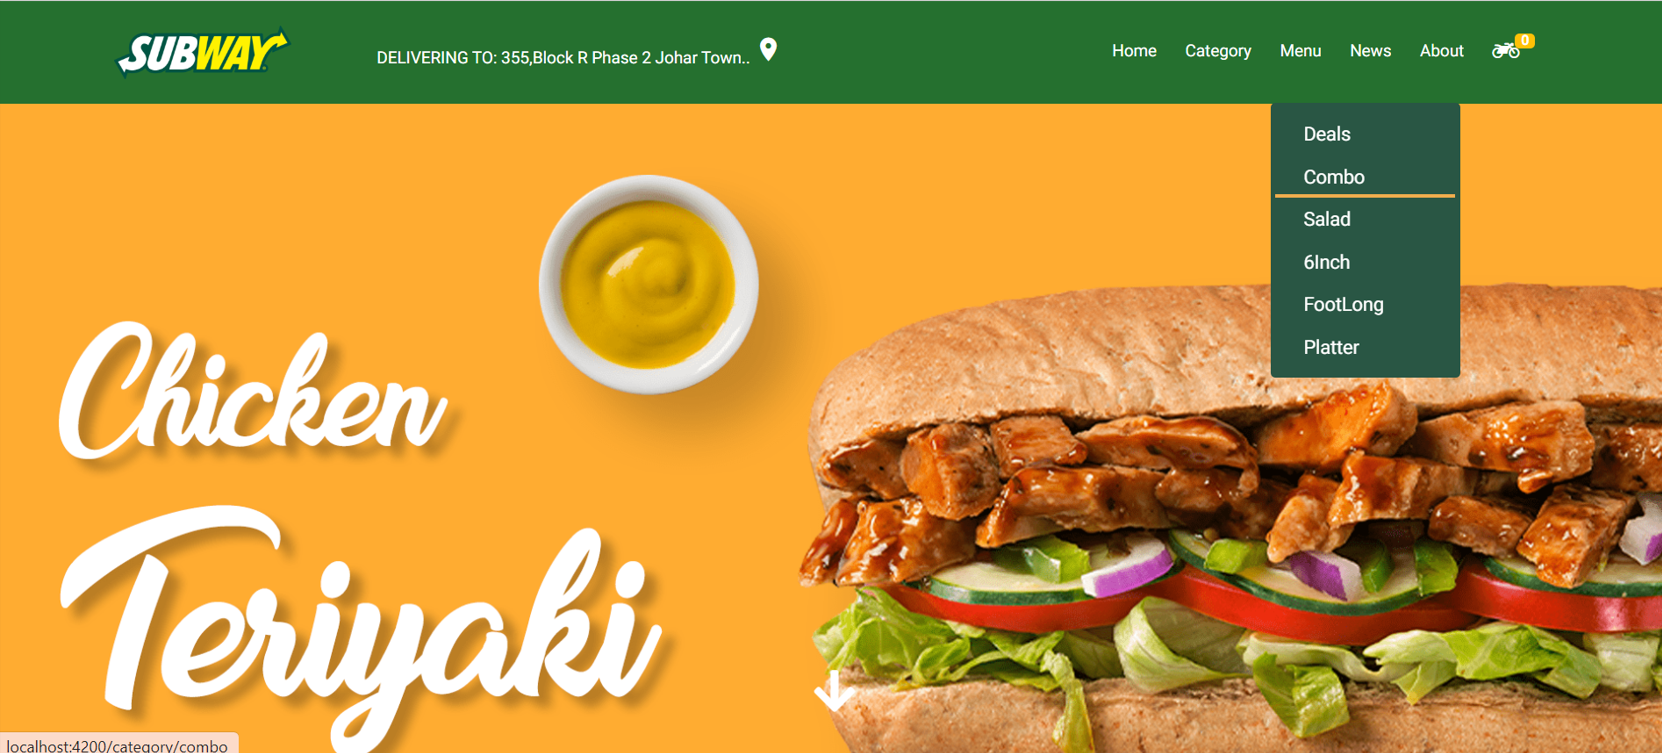 SUBWAY
DELIVERING TO: 355,Block R Phase 2 Johar Town..
Home Category Menu News About 0
Deals
Combo
Salad
6Inch
FootLong
Platter
Chicken
Teriyaki
localhost:4200/category/combo